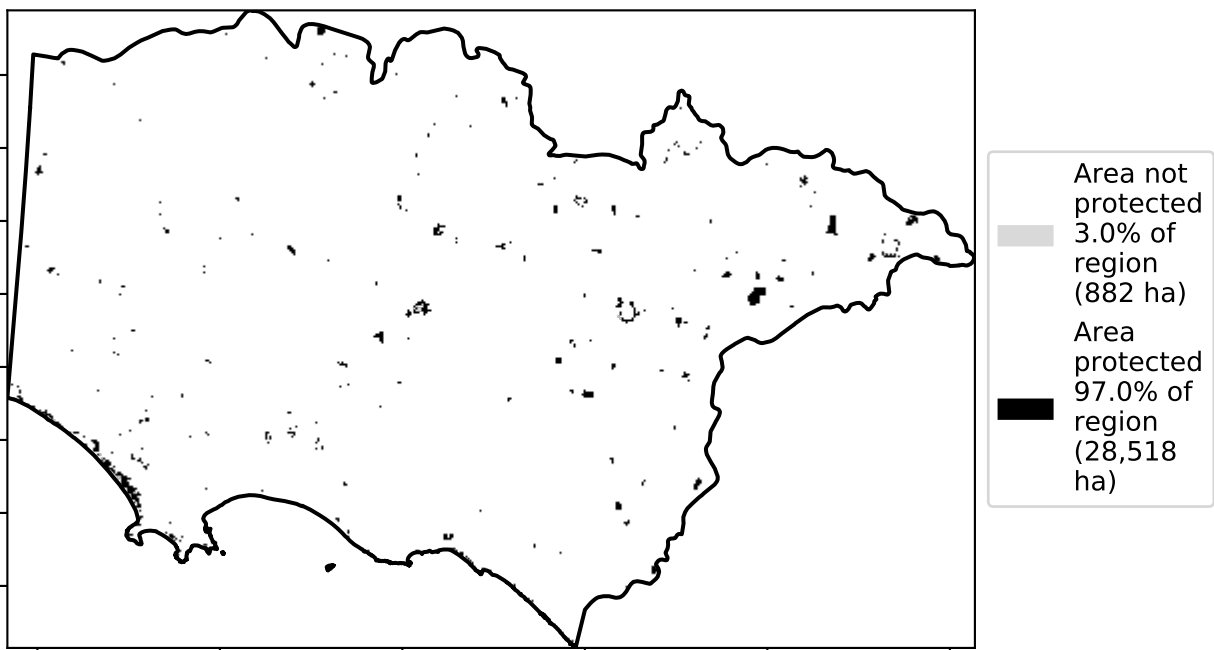 Area not
protected
3.0% of
region
(882 ha)
Area
protected
97.0% of
region
(28,518
ha)